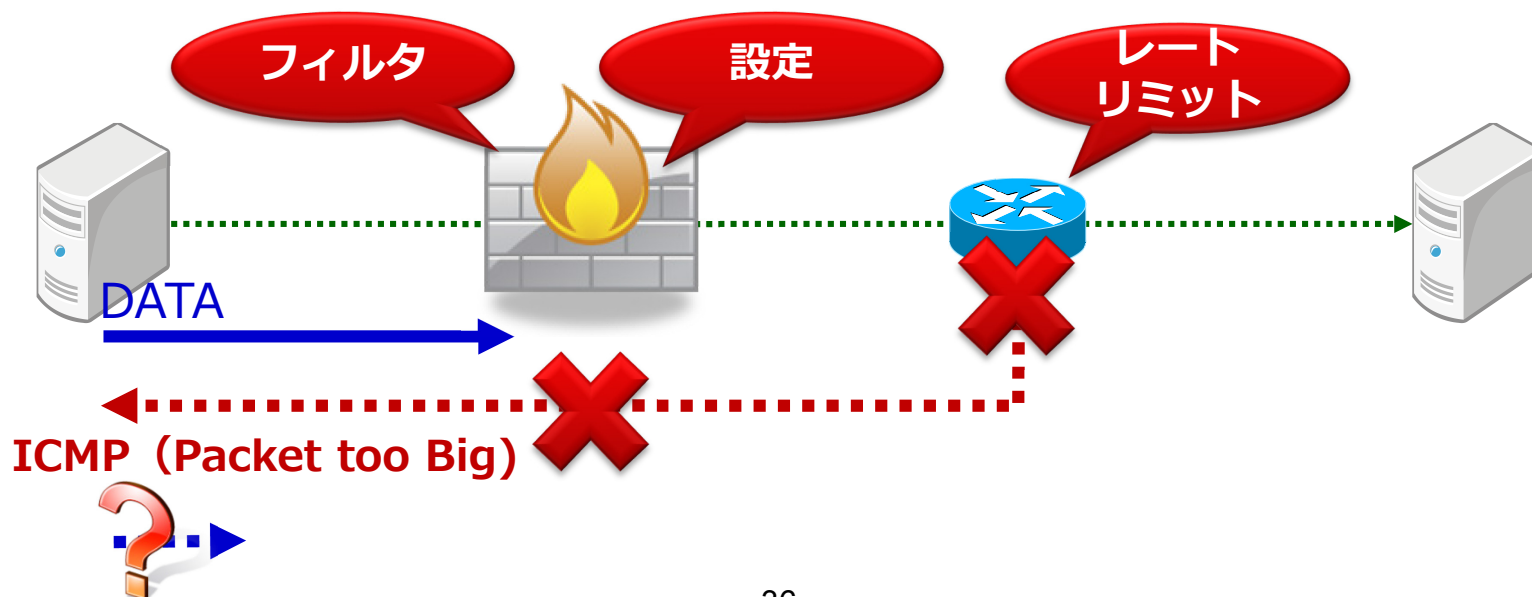 フィルタ
設定
レート
リミット
DATA
ICMP（Packet too Big)